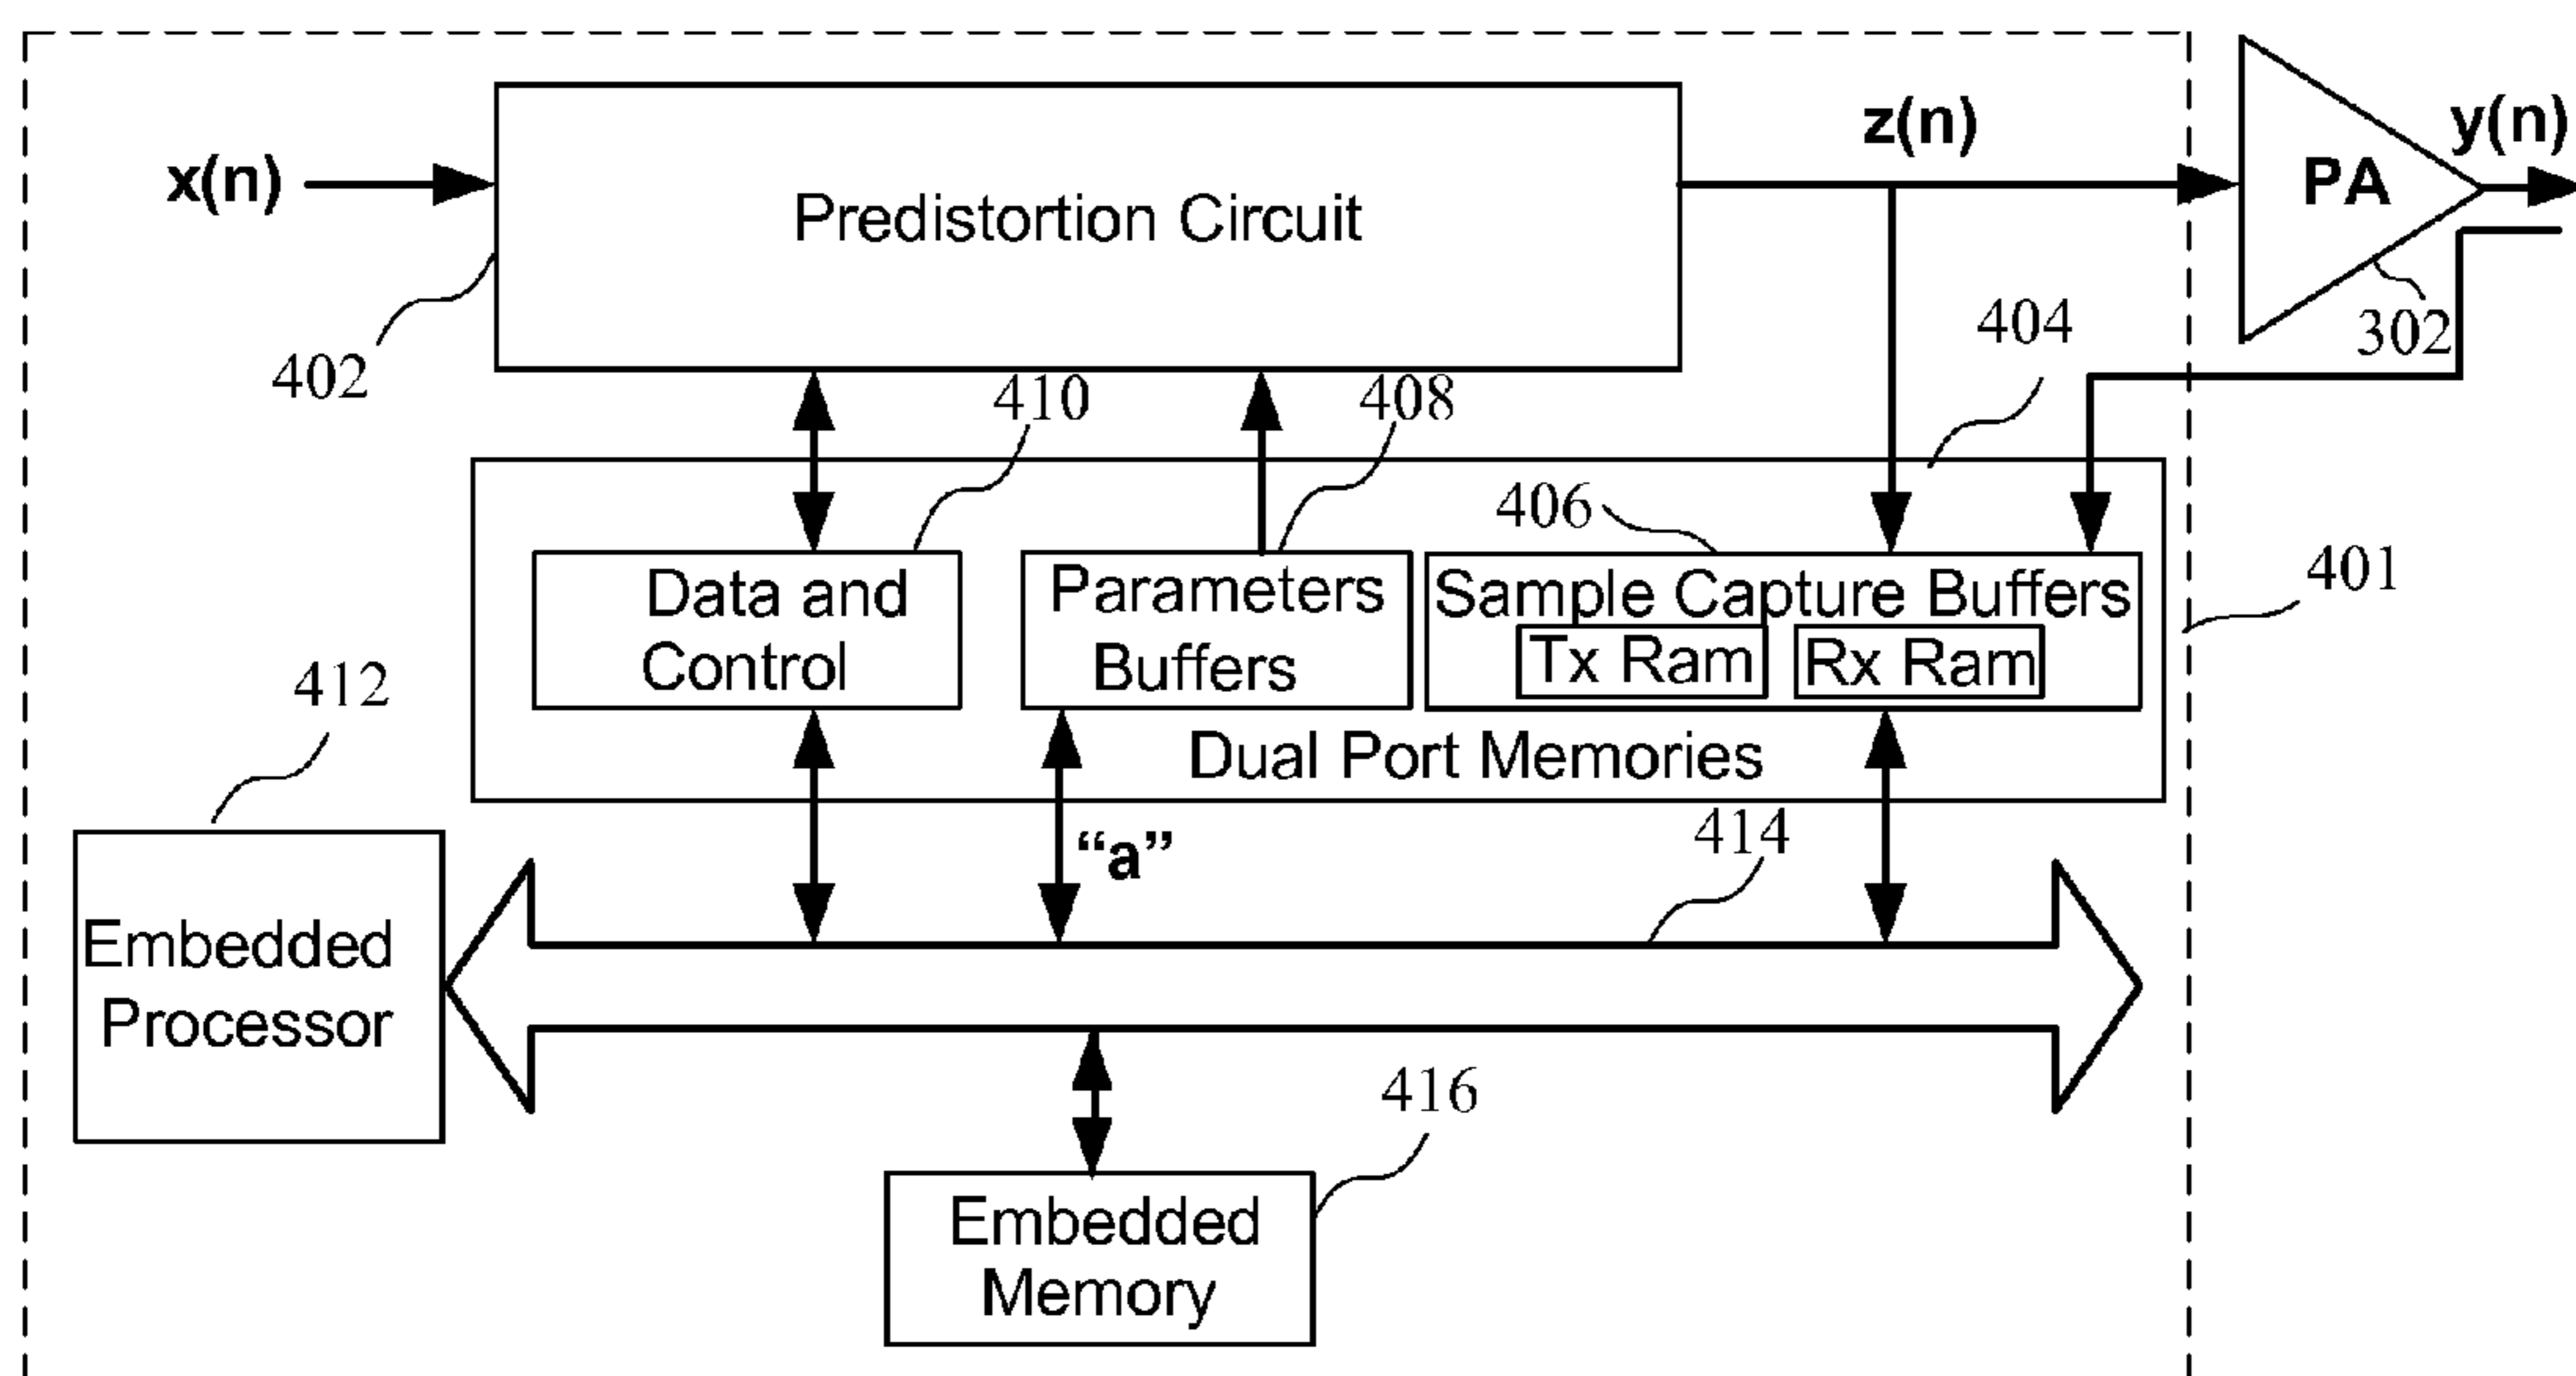 x(n)
Predistortion Circuit
z(n)
PA
y(n)
302
402
404
410
408
406
401
Data and
Control
Parameters
Buffers
Sample Capture Buffers
Tx Ram
Rx Ram
Dual Port Memories
412
"a"
414
Embedded
Processor
416
Embedded
Memory